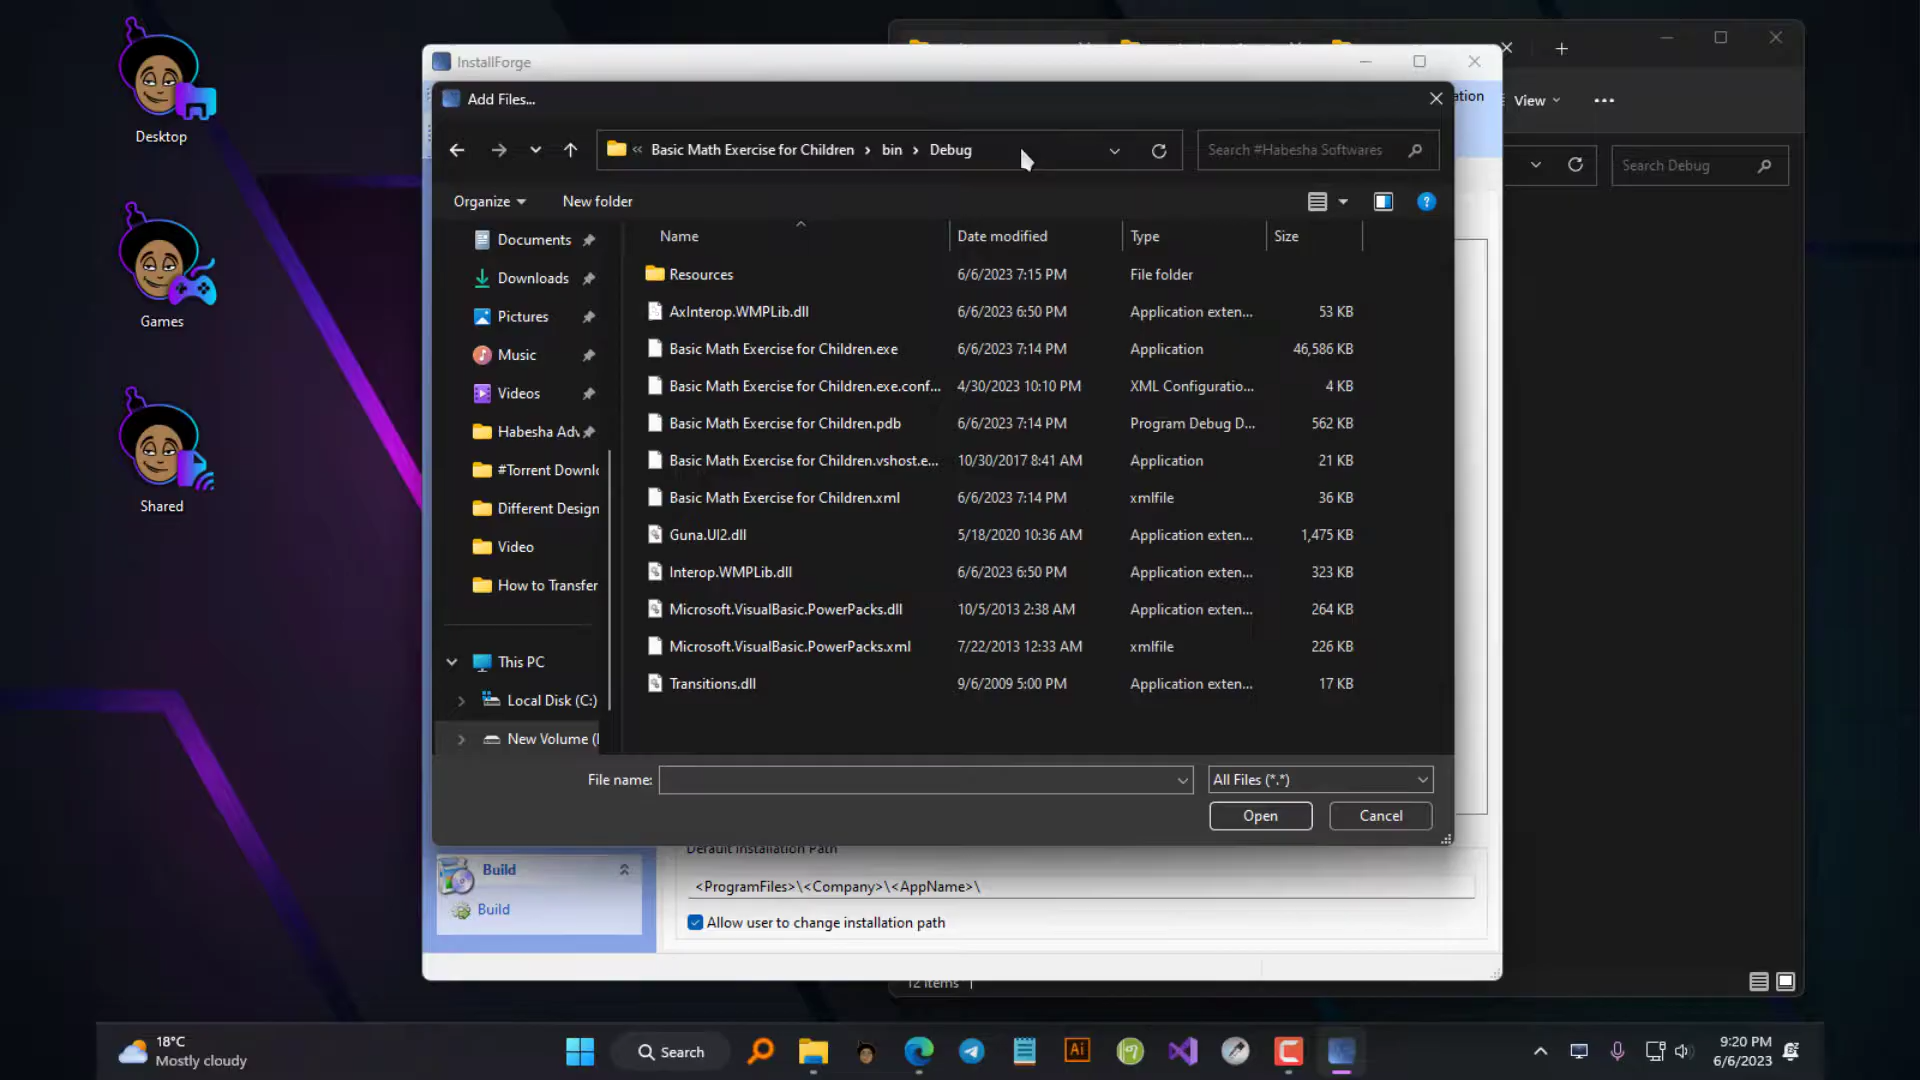 Desktop
Games
Shared
InstallForge
Add Files...
ation
View
Basic Math Exercise for Children
bin
Debug
Search #Habesha Softwares
Search Debug
Organize
New folder
Name
Date modified
Type
Size
Documents
Downloads
Pictures
Music
Videos
Habesha Adv
#Torrent Downlo
Different Design
Video
How to Transfer
This PC
Local Disk (C:)
New Volume (
Resources 6/6/2023 7:15 PM File folder
AxInterop.WMPLib.dll 6/6/2023 6:50 PM Application exten... 53 KB
Basic Math Exercise for Children.exe 6/6/2023 7:14 PM Application 46,586 KB
Basic Math Exercise for Children.exe.conf... 4/30/2023 10:10 PM XML Configuratio... 4 KB
Basic Math Exercise for Children.pdb 6/6/2023 7:14 PM Program Debug D... 562 KB
Basic Math Exercise for Children.vshost.e... 10/30/2017 8:41 AM Application 21 KB
Basic Math Exercise for Children.xml 6/6/2023 7:14 PM xmlfile 36 KB
Guna.UI2.dll 5/18/2020 10:36 AM Application exten... 1,475 KB
Interop.WMPLib.dll 6/6/2023 6:50 PM Application exten... 323 KB
Microsoft.VisualBasic.PowerPacks.dll 10/5/2013 2:38 AM Application exten... 264 KB
Microsoft.VisualBasic.PowerPacks.xml 7/22/2013 12:33 AM xmlfile 226 KB
Transitions.dll 9/6/2009 5:00 PM Application exten... 17 KB
File name:
All Files (*.*)
Open
Cancel
Default Installation Path
<ProgramFiles>\<Company>\<AppName>\
Allow user to change installation path
Build
Build
12 items
18°C
Mostly cloudy
Search
Ai
9:20 PM
6/6/2023